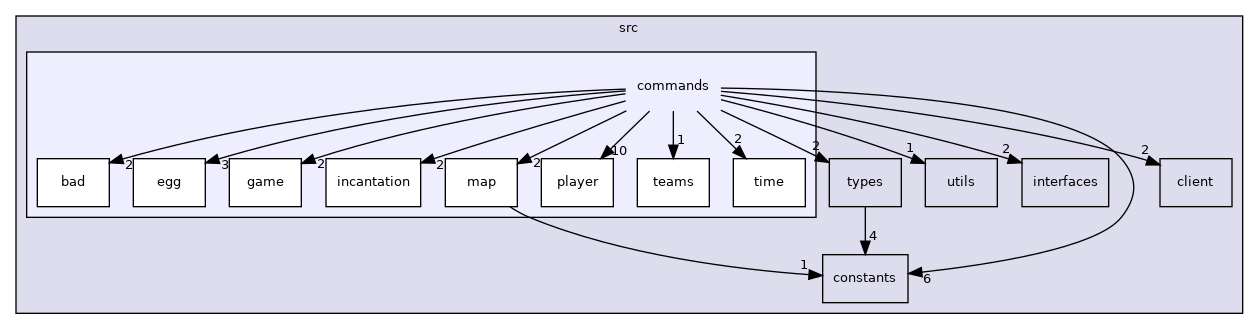 src
commands
10
1
2
2
1
2
2
2
3
2
2
2
bad
egg
game
incantation
map
player
teams
time
types
utils
interfaces
client
4
1
6
constants